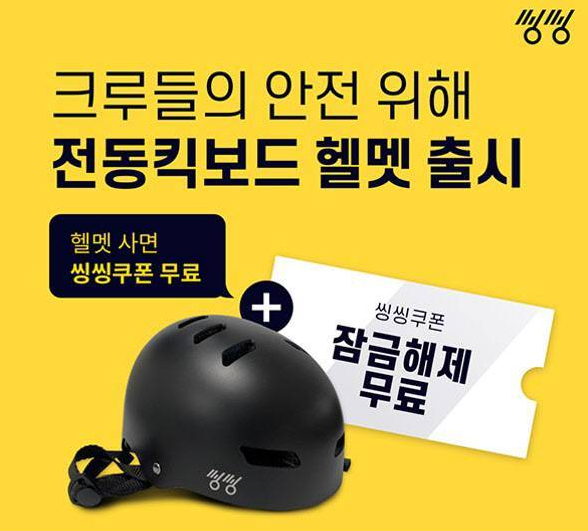 씽씽
크루들의 안전 위해
전동킥보드 헬멧 출시
헬멧 사면
씽씽쿠폰 무료
+
씽씽쿠폰
잠금해제
무료
씽씽